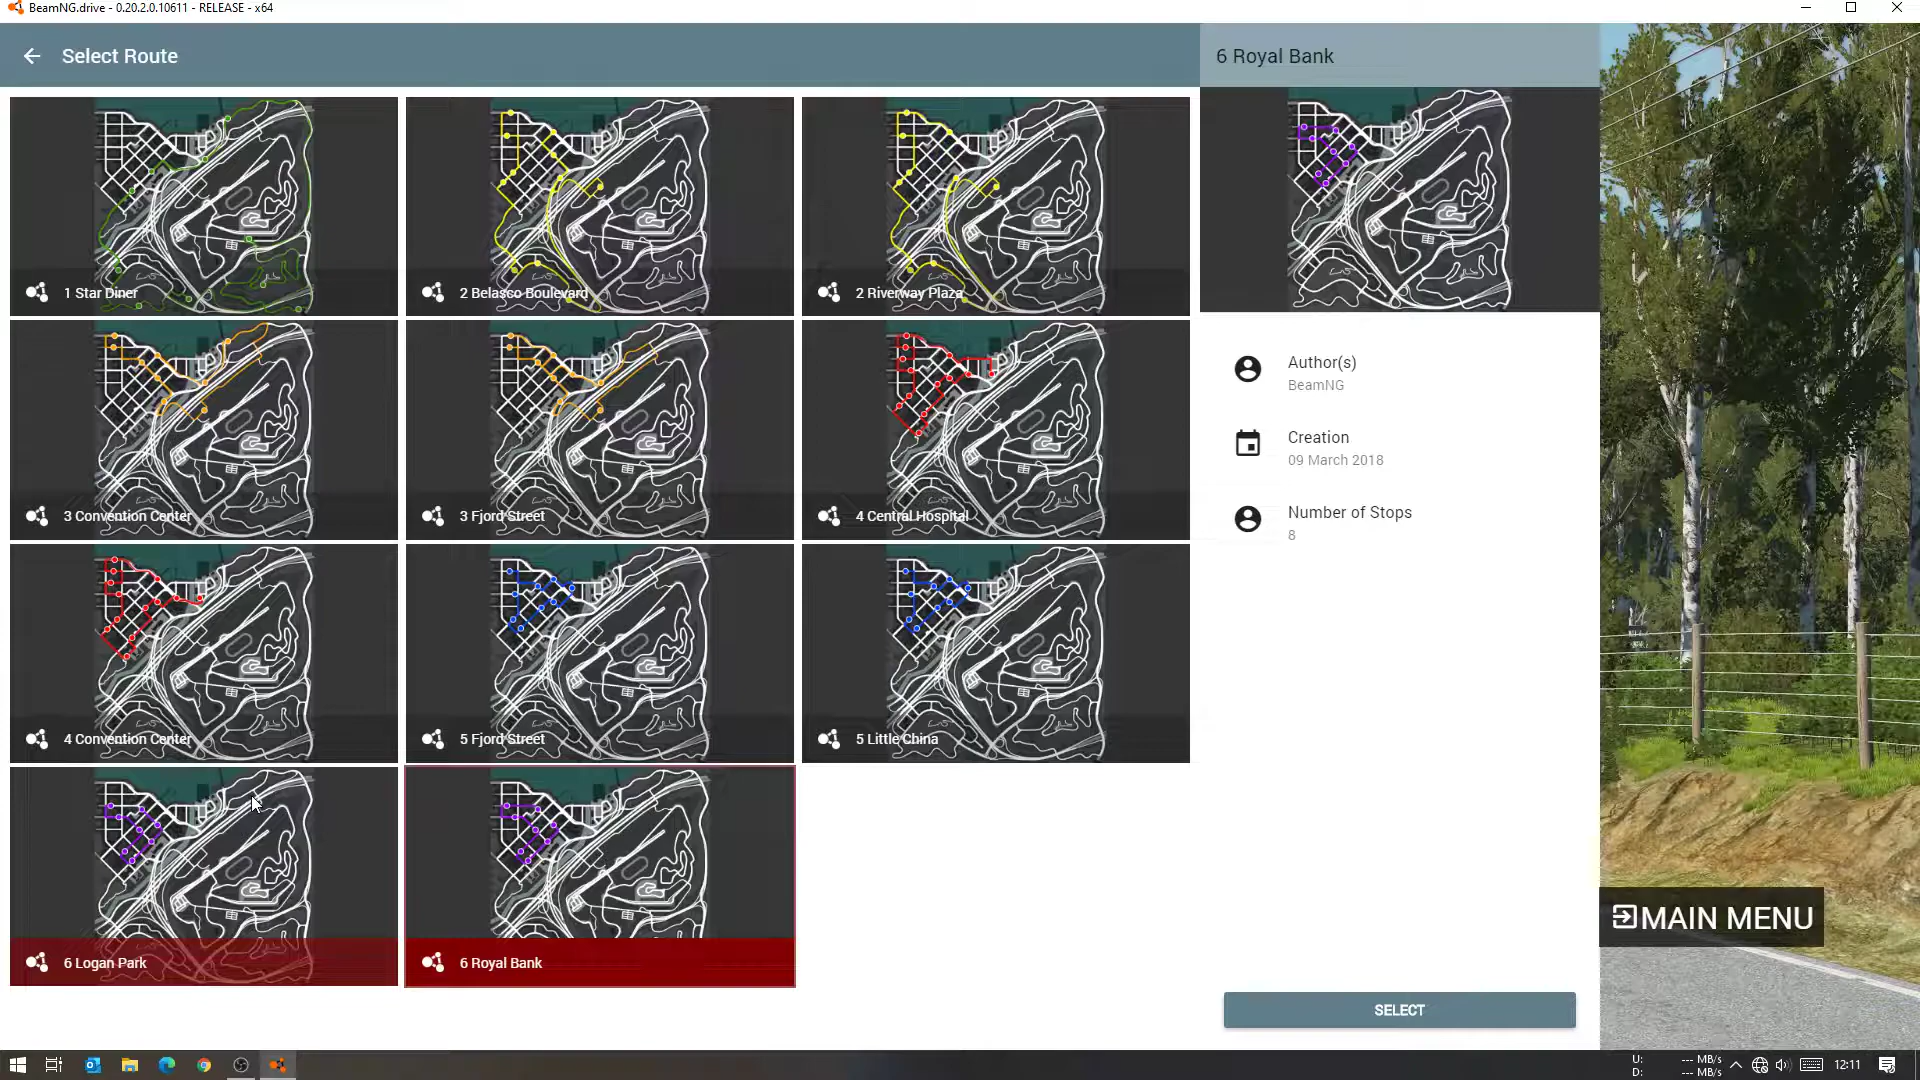 BeamNG.drive - 0.20.2.0.10611 - RELEASE - x64
Select Route
6 Royal Bank
1 Star Diner
2 Belasco Boulevard
2 Riverway Plaza
3 Convention Center
3 Fjord Street
4 Central Hospital
4 Convention Center
5 Fjord Street
5 Little China
6 Logan Park
6 Royal Bank
Author(s)
BeamNG
Creation
09 March 2018
Number of Stops
8
MAIN MENU
SELECT
U: --- MB/s
D: --- MB/s
12:11